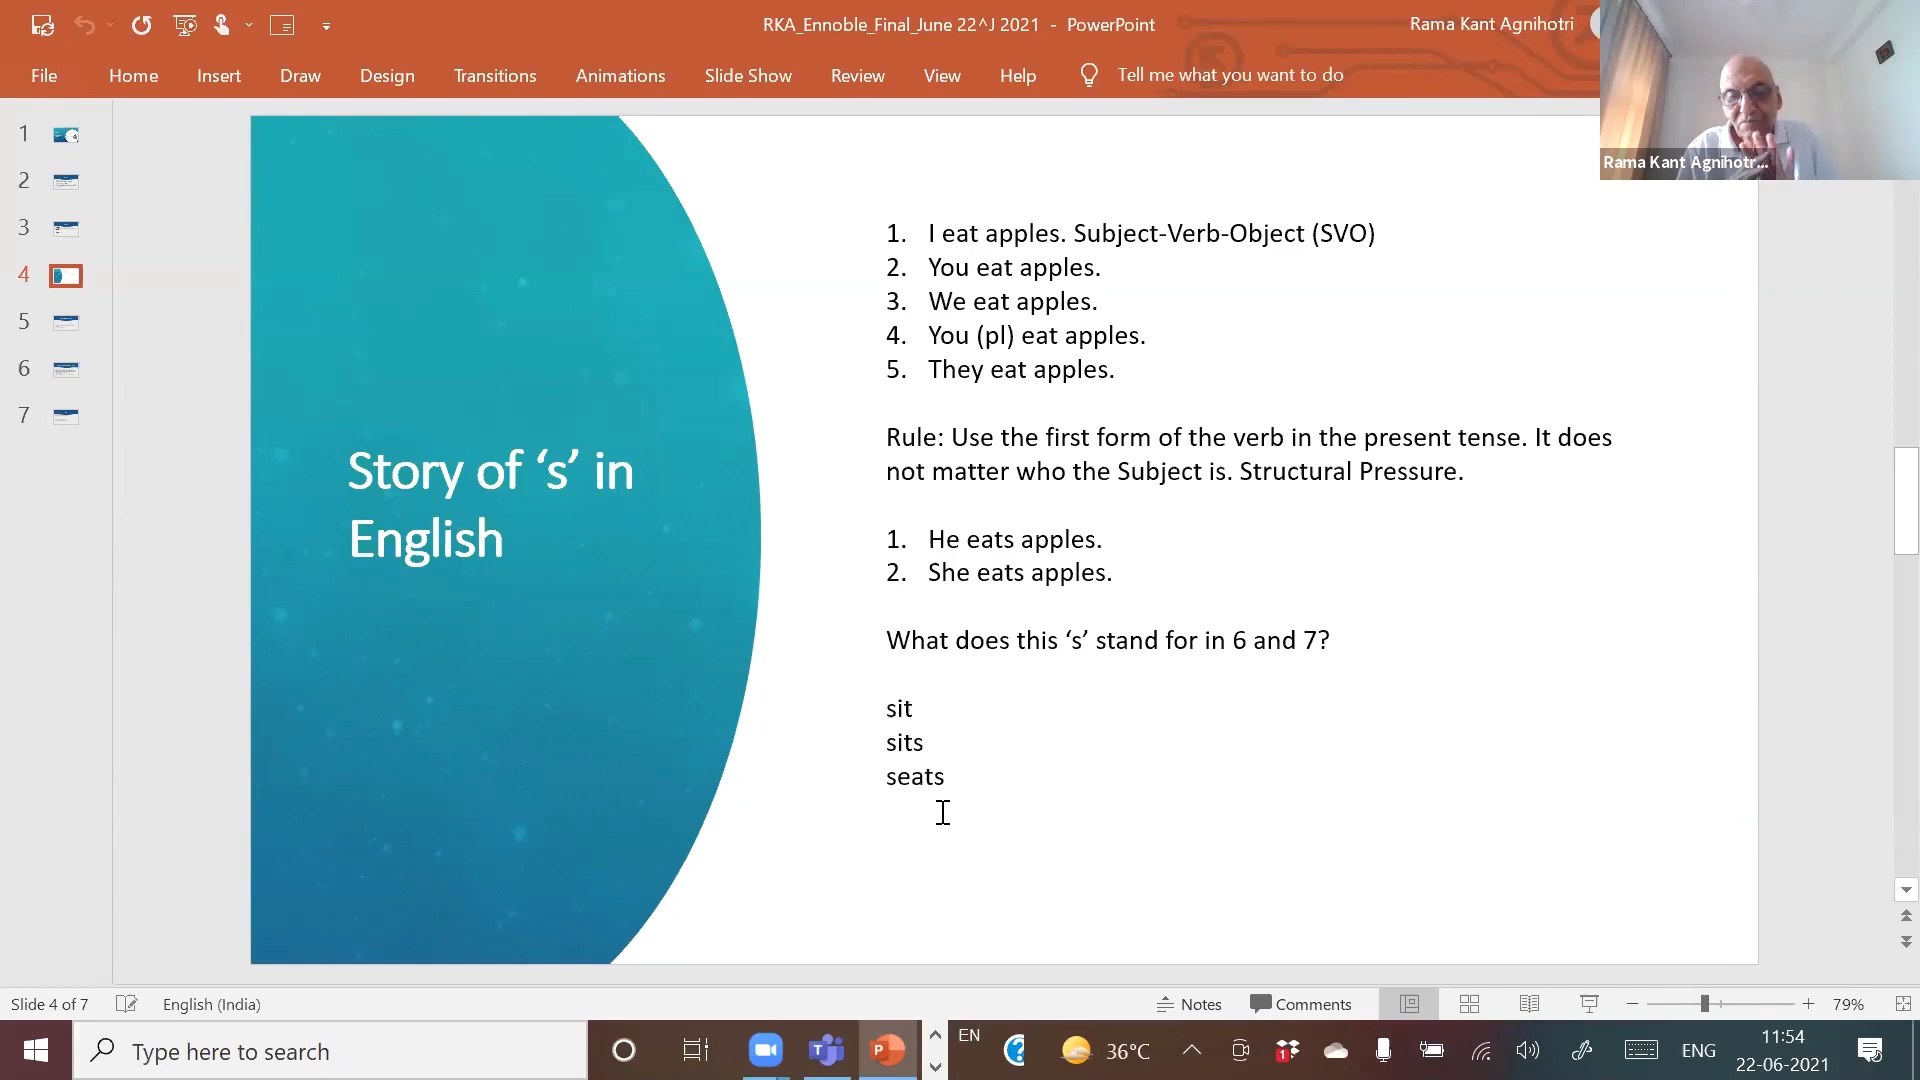 RKA_Ennoble_Final_June 22^J 2021 - PowerPoint
Rama Kant Agnihotri
File Home Insert Draw Design Transitions Animations Slide Show Review View Help Tell me what you want to do
Rama Kant Agnihotr...
1
2
3
4
5
6
7
Story of ‘s’ in
English
1. I eat apples. Subject-Verb-Object (SVO)
2. You eat apples.
3. We eat apples.
4. You (pl) eat apples.
5. They eat apples.
Rule: Use the first form of the verb in the present tense. It does
not matter who the Subject is. Structural Pressure.
1. He eats apples.
2. She eats apples.
What does this ‘s’ stand for in 6 and 7?
sit
sits
seats
Slide 4 of 7 English (India) Notes Comments 79%
Type here to search
EN
36°C
1
ENG
11:54
22-06-2021